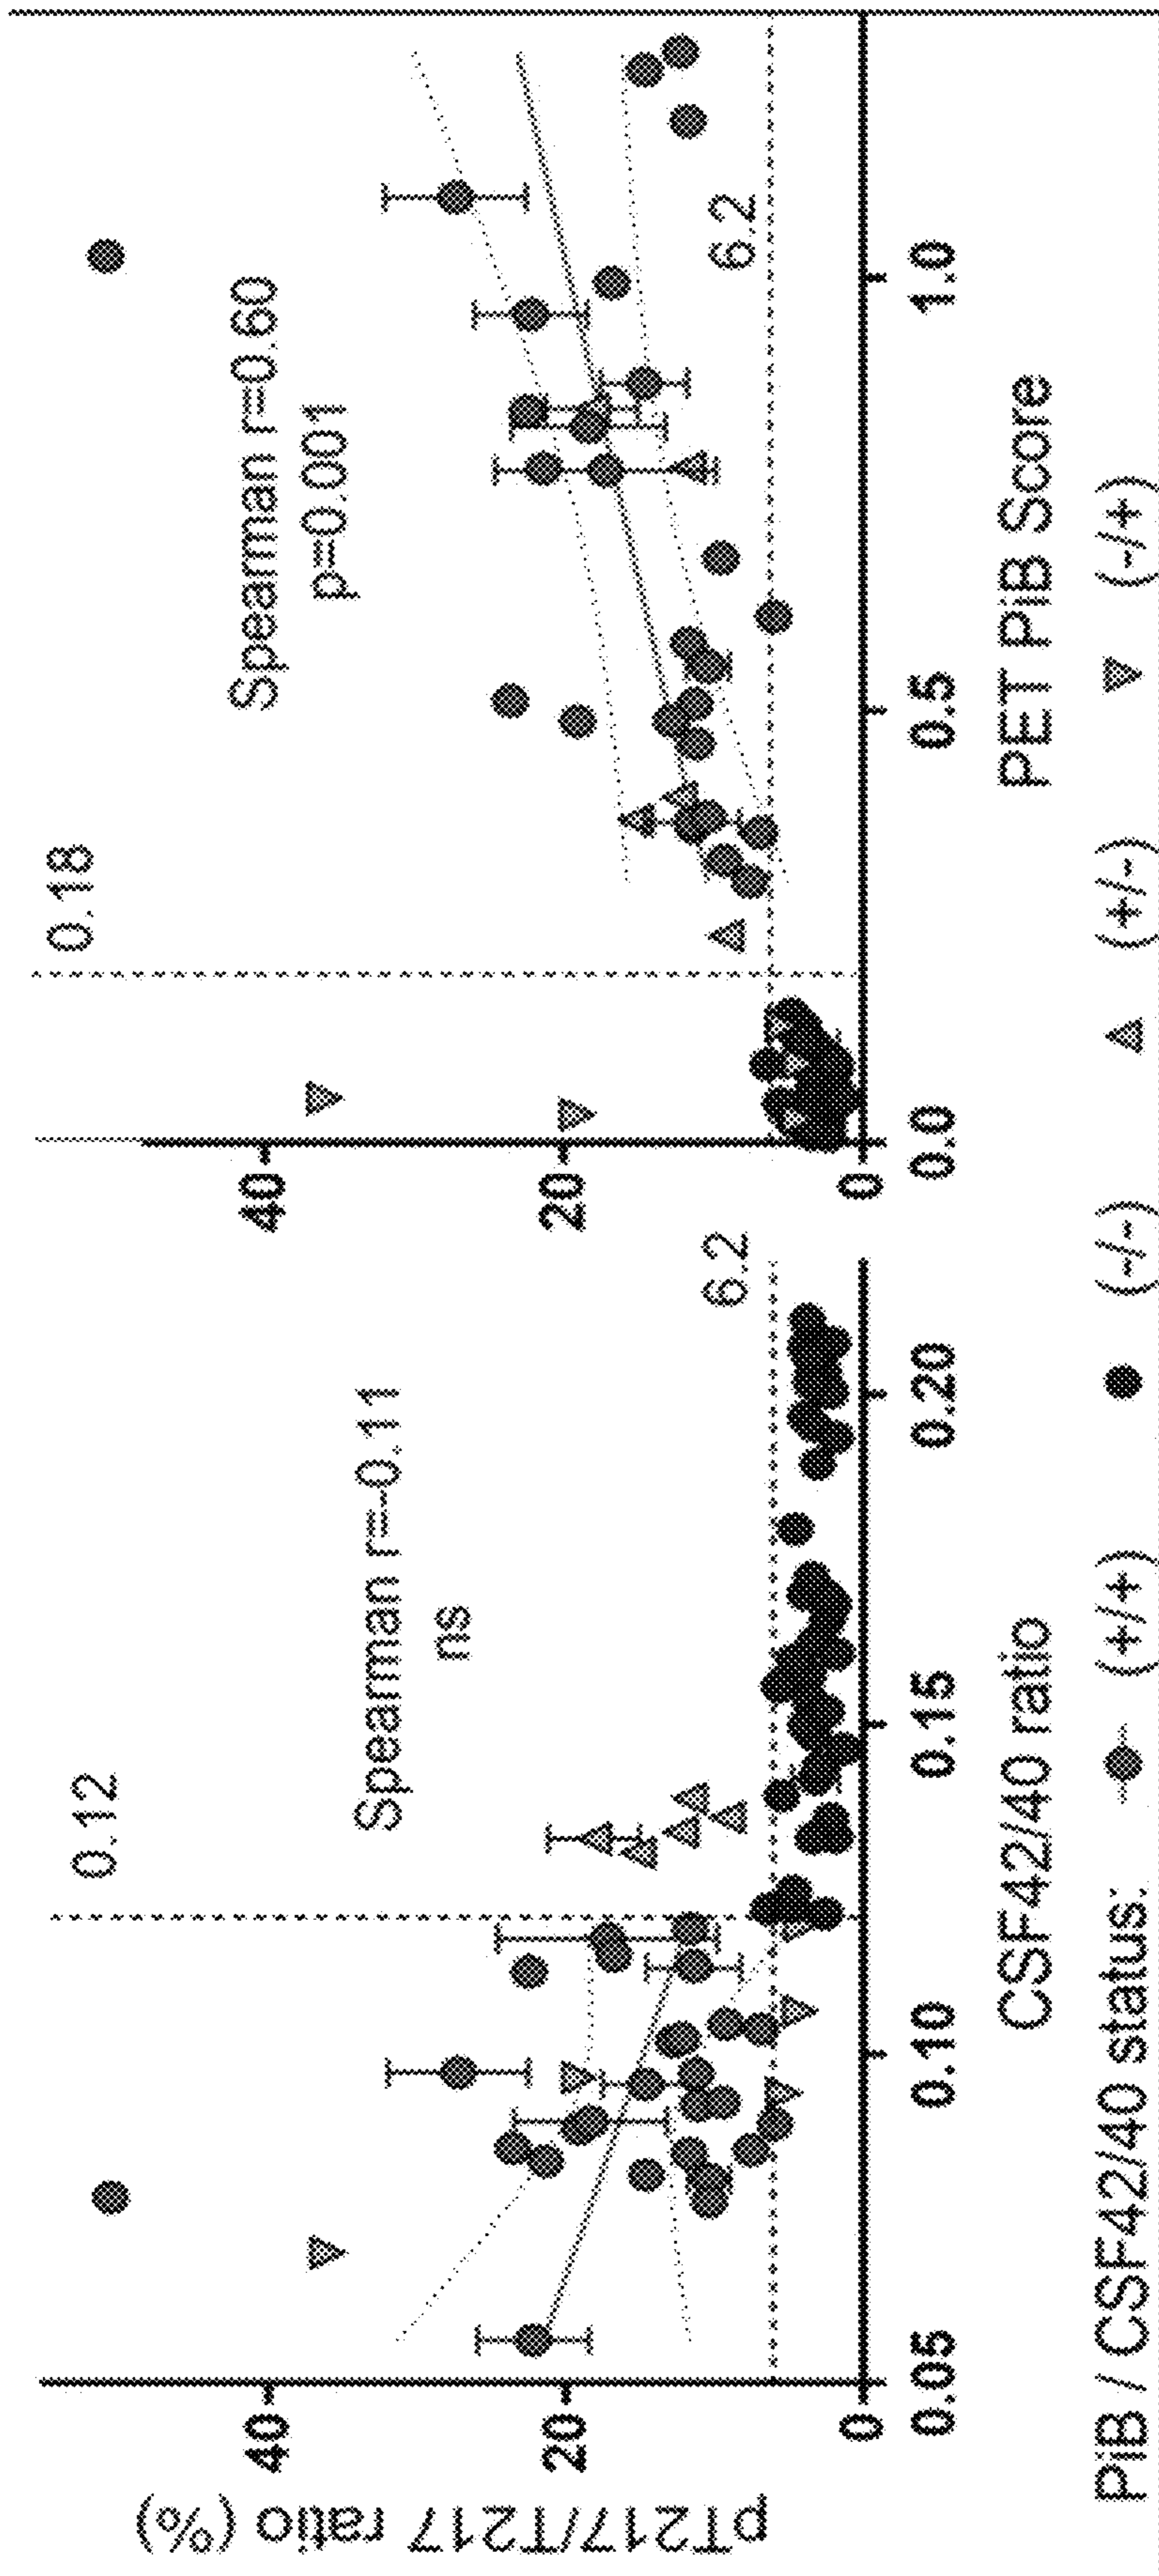 pT217/T217 ratio (%)
40
20
0
0.12
Spearman r=-0.11
ns
6.2
0.05
0.10
0.15
0.20
CSF42/40 ratio
40
20
0
0.18
Spearman r=0.60
p=0.001
6.2
0.0
0.5
1.0
PET PiB Score
PiB / CSF42/40 status: (+/+) (-/-) (+/-) (-/+)